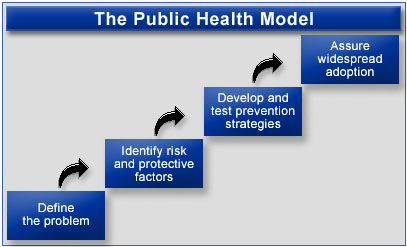 The Public Health Model
Assure
widespread
adoption
Develop and
test prevention
strategies
Identify risk
and protective
factors
Define
the problem